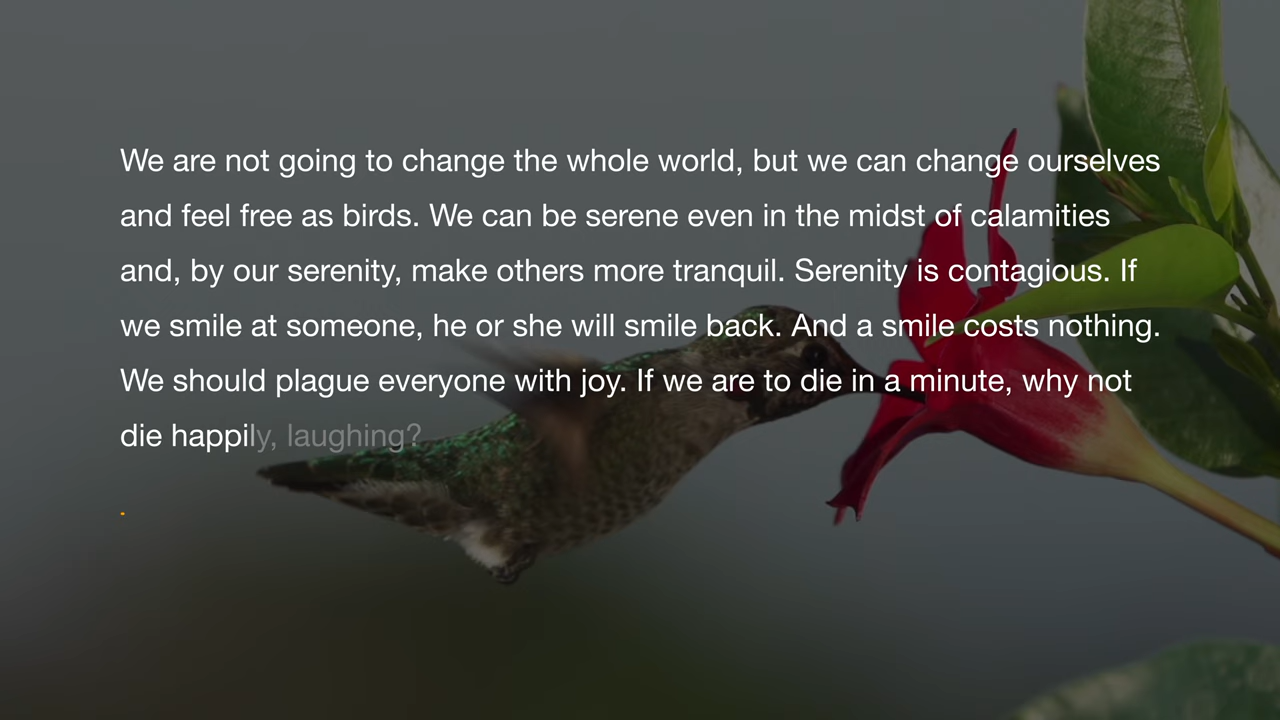 We are not going to change the whole world, but we can change ourselves
and feel free as birds. We can be serene even in the midst of calamities
and, by our serenity, make others more tranquil. Serenity is contagious. If
we smile at someone, he or she will smile back. And a smile costs nothing.
We should plague everyone with joy. If we are to die in a minute, why not
die happily, laughing?